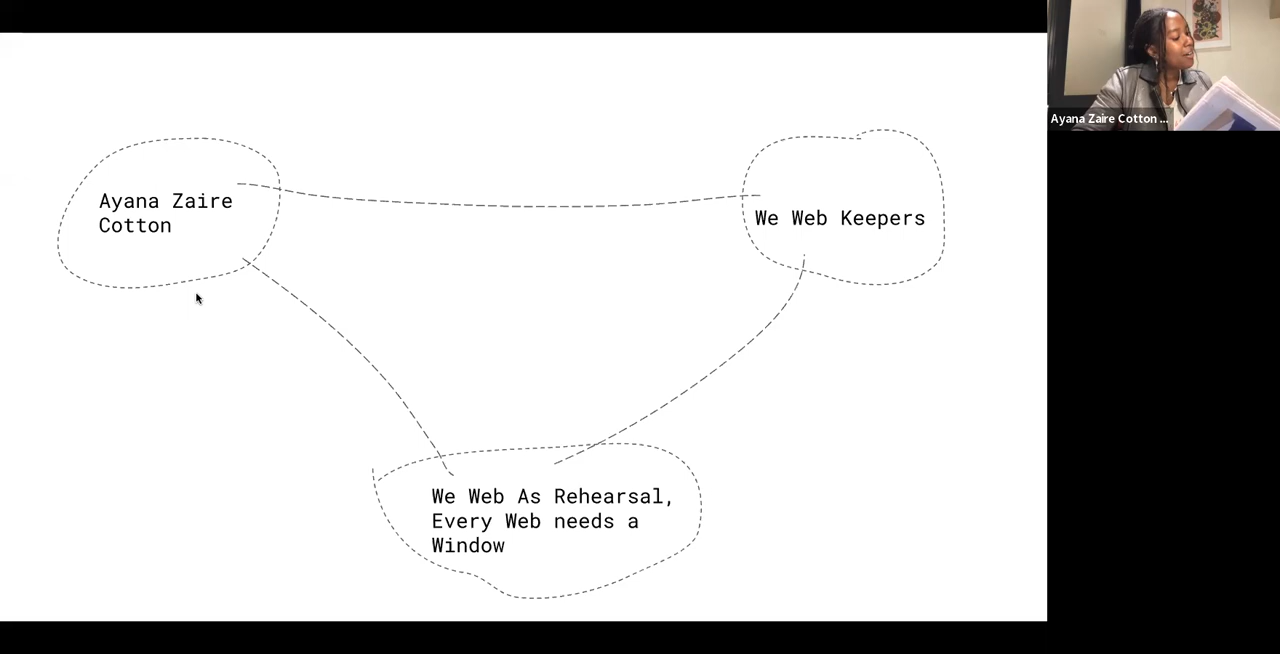 Ayana Zaire
Cotton
We Web Keepers
We Web As Rehearsal,
Every Web needs a
Window
Ayana Zaire Cotton ...